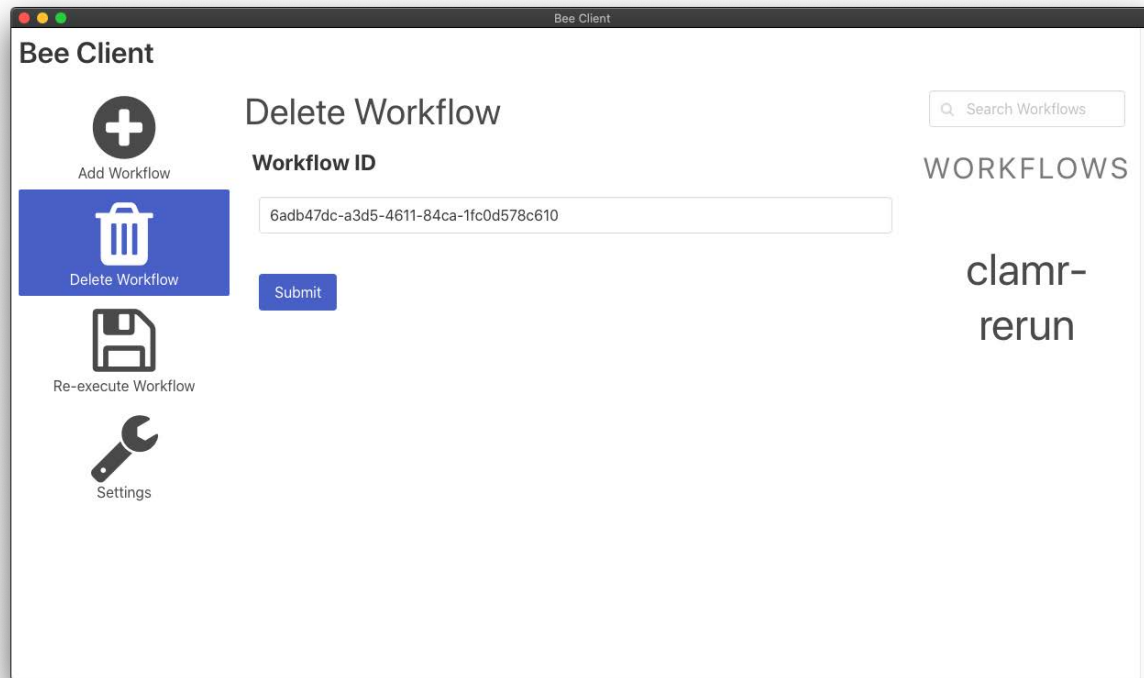 Bee Client
Bee Client
Add Workflow
Delete Workflow
Re-execute Workflow
Settings
Delete Workflow
Workflow ID
6adb47dc-a3d5-4611-84ca-1fc0d578c610
Submit
Search Workflows
WORKFLOWS
clamr-
rerun